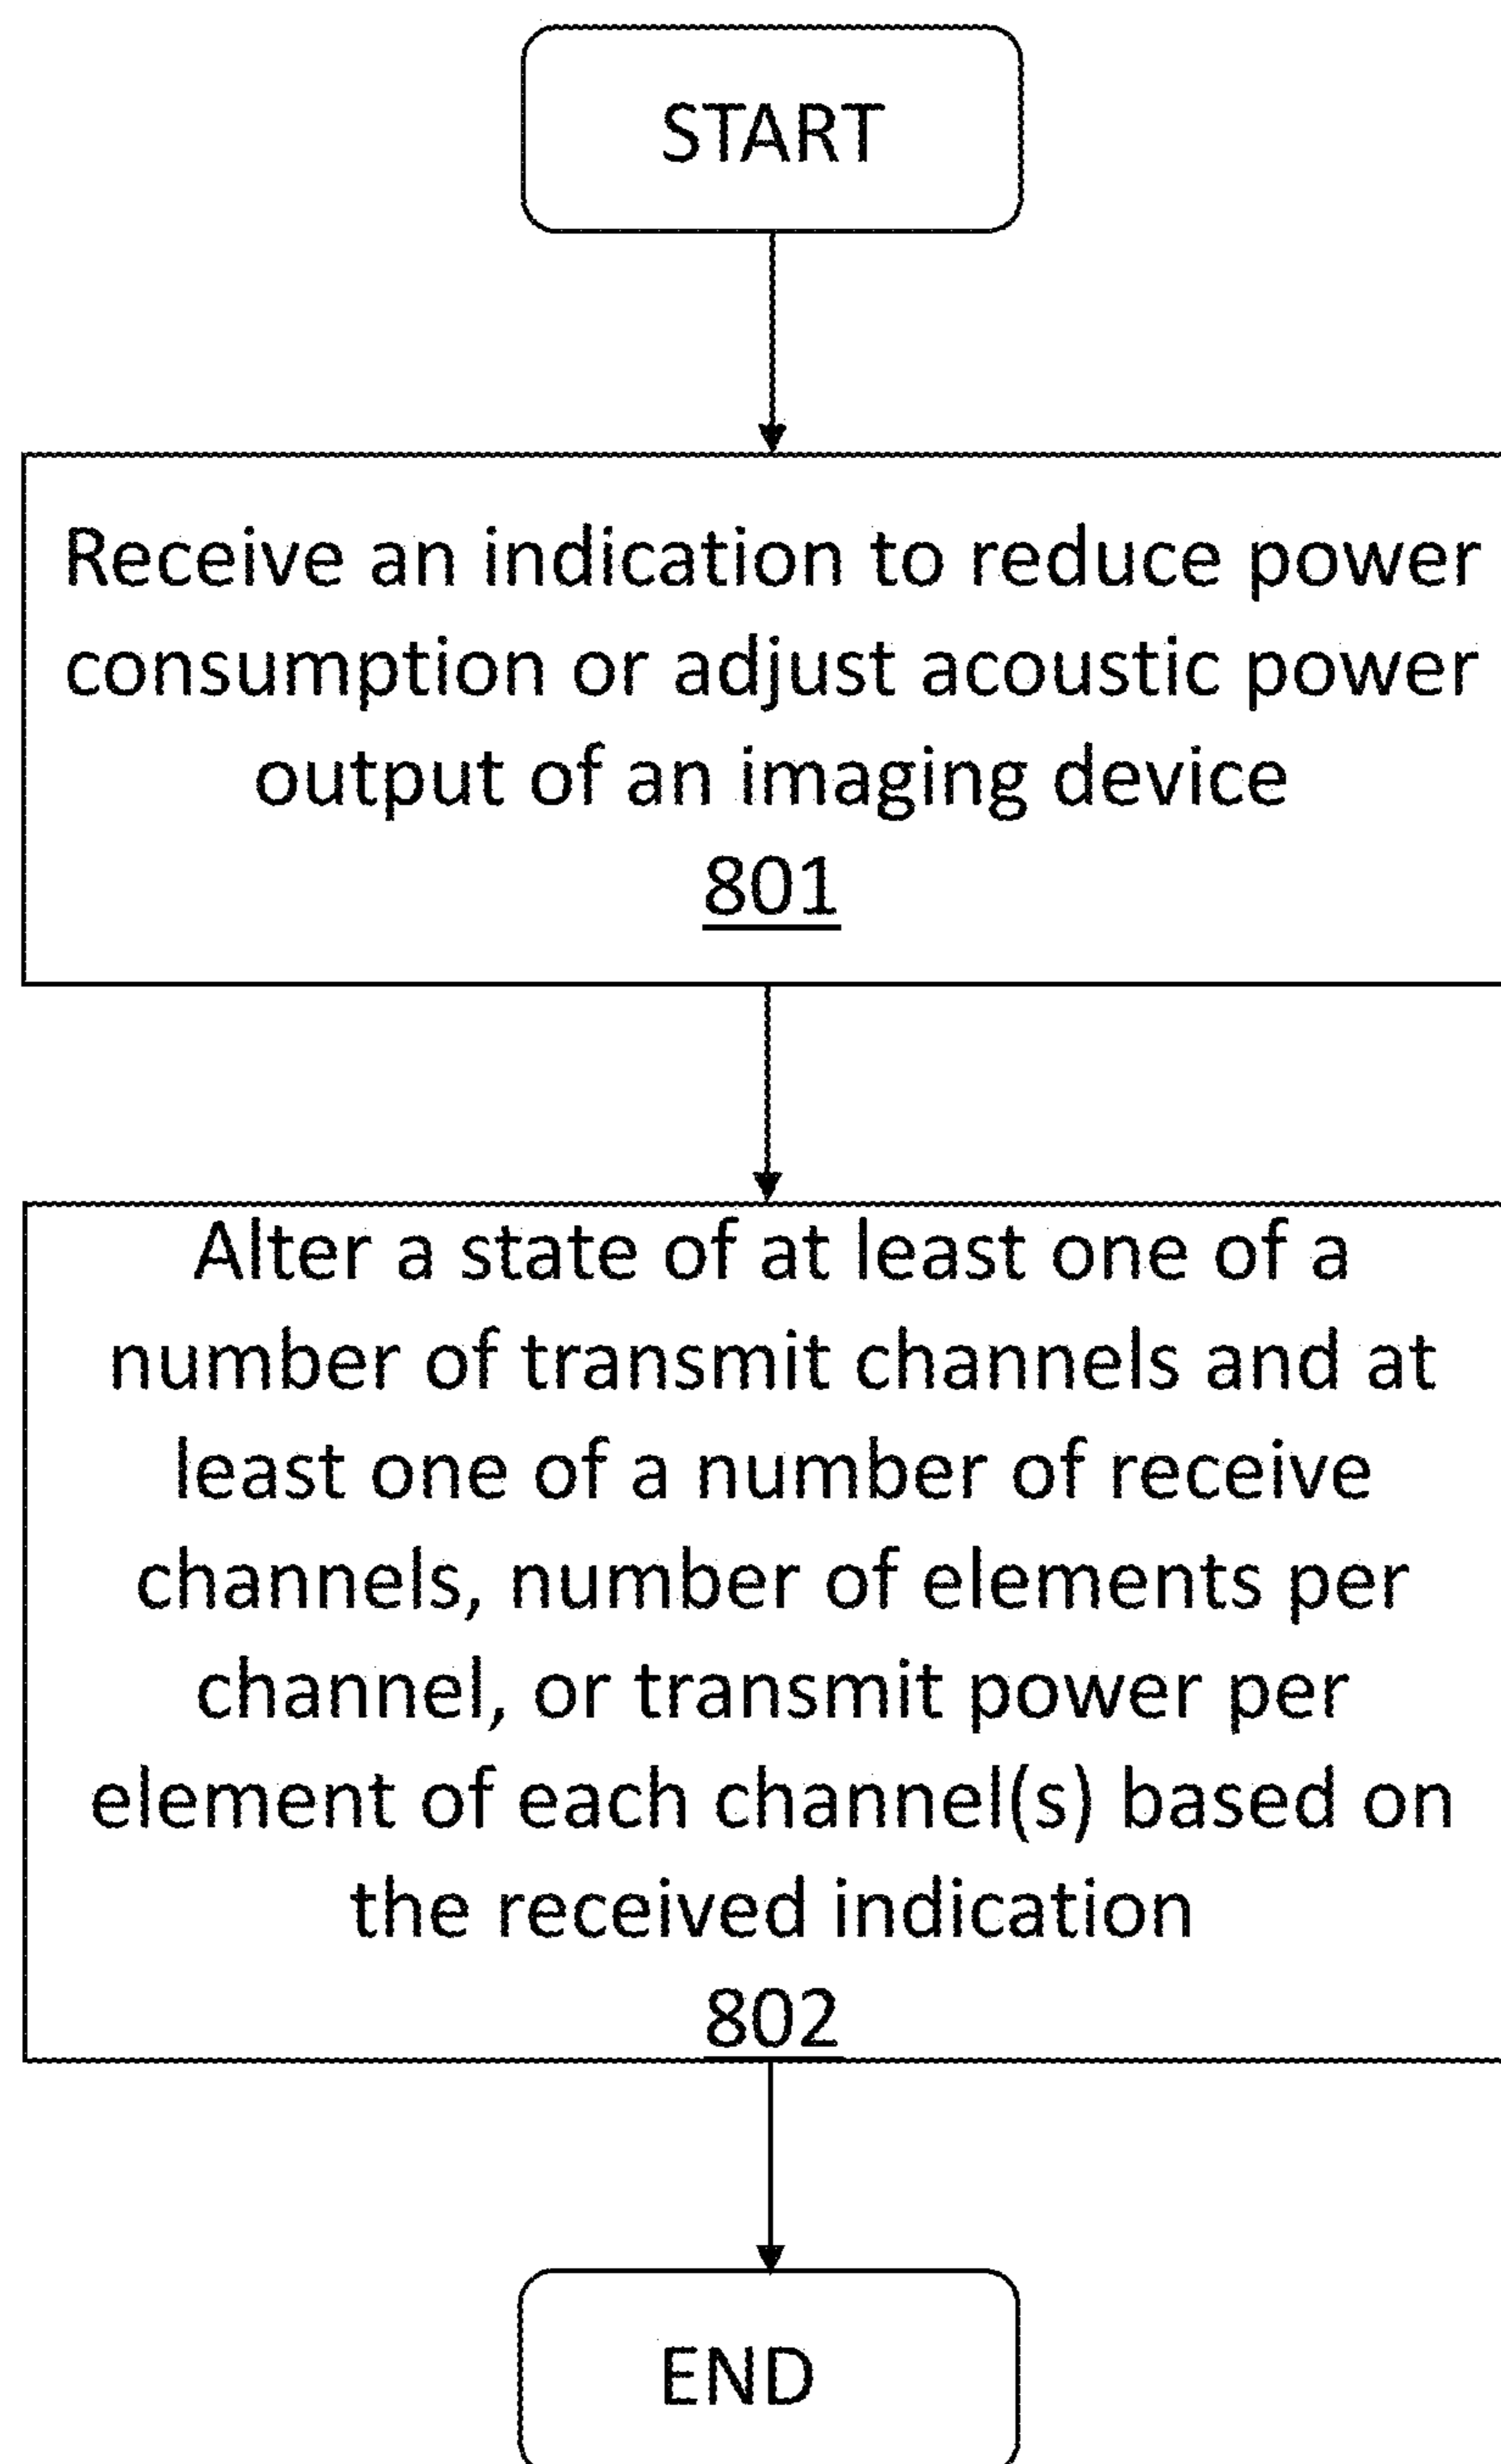 START
Receive an indication to reduce power
consumption or adjust acoustic power
output of an imaging device
801
Alter a state of at least one of a
number of transmit channels and at
least one of a number of receive
channels, number of elements per
channel, or transmit power per
element of each channel(s) based on
the received indication
802
END